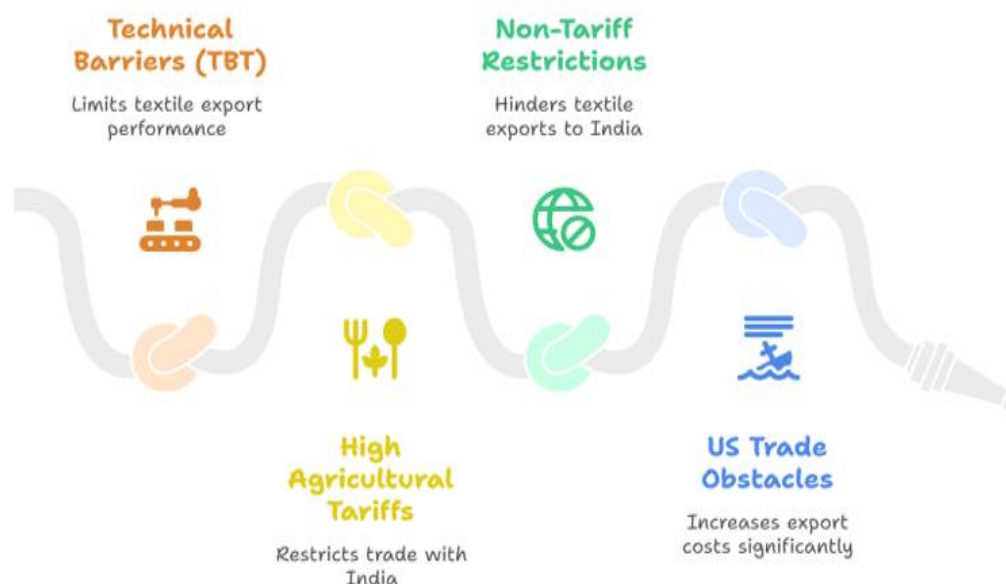 Technical
Barriers (TBT)
Limits textile export
performance
Non-Tariff
Restrictions
Hinders textile
exports to India
High
Agricultural
Tariffs
Restricts trade with
India
US Trade
Obstacles
Increases export
costs significantly